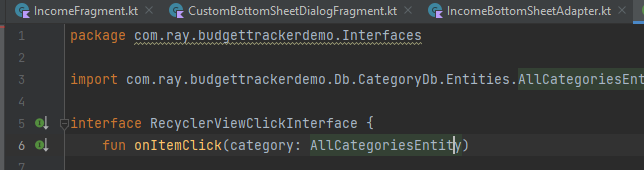 IncomeFragment.kt CustomBottomSheetDialogFragment.kt IncomeBottomSheetAdapter.kt
1 package com.ray.budgettrackerdemo.Interfaces
2
3 import com.ray.budgettrackerdemo.Db.CategoryDb.Entities.AllCategoriesEnt
4
5 interface RecyclerViewClickInterface {
6 fun onItemClick(category: AllCategoriesEntity)
7